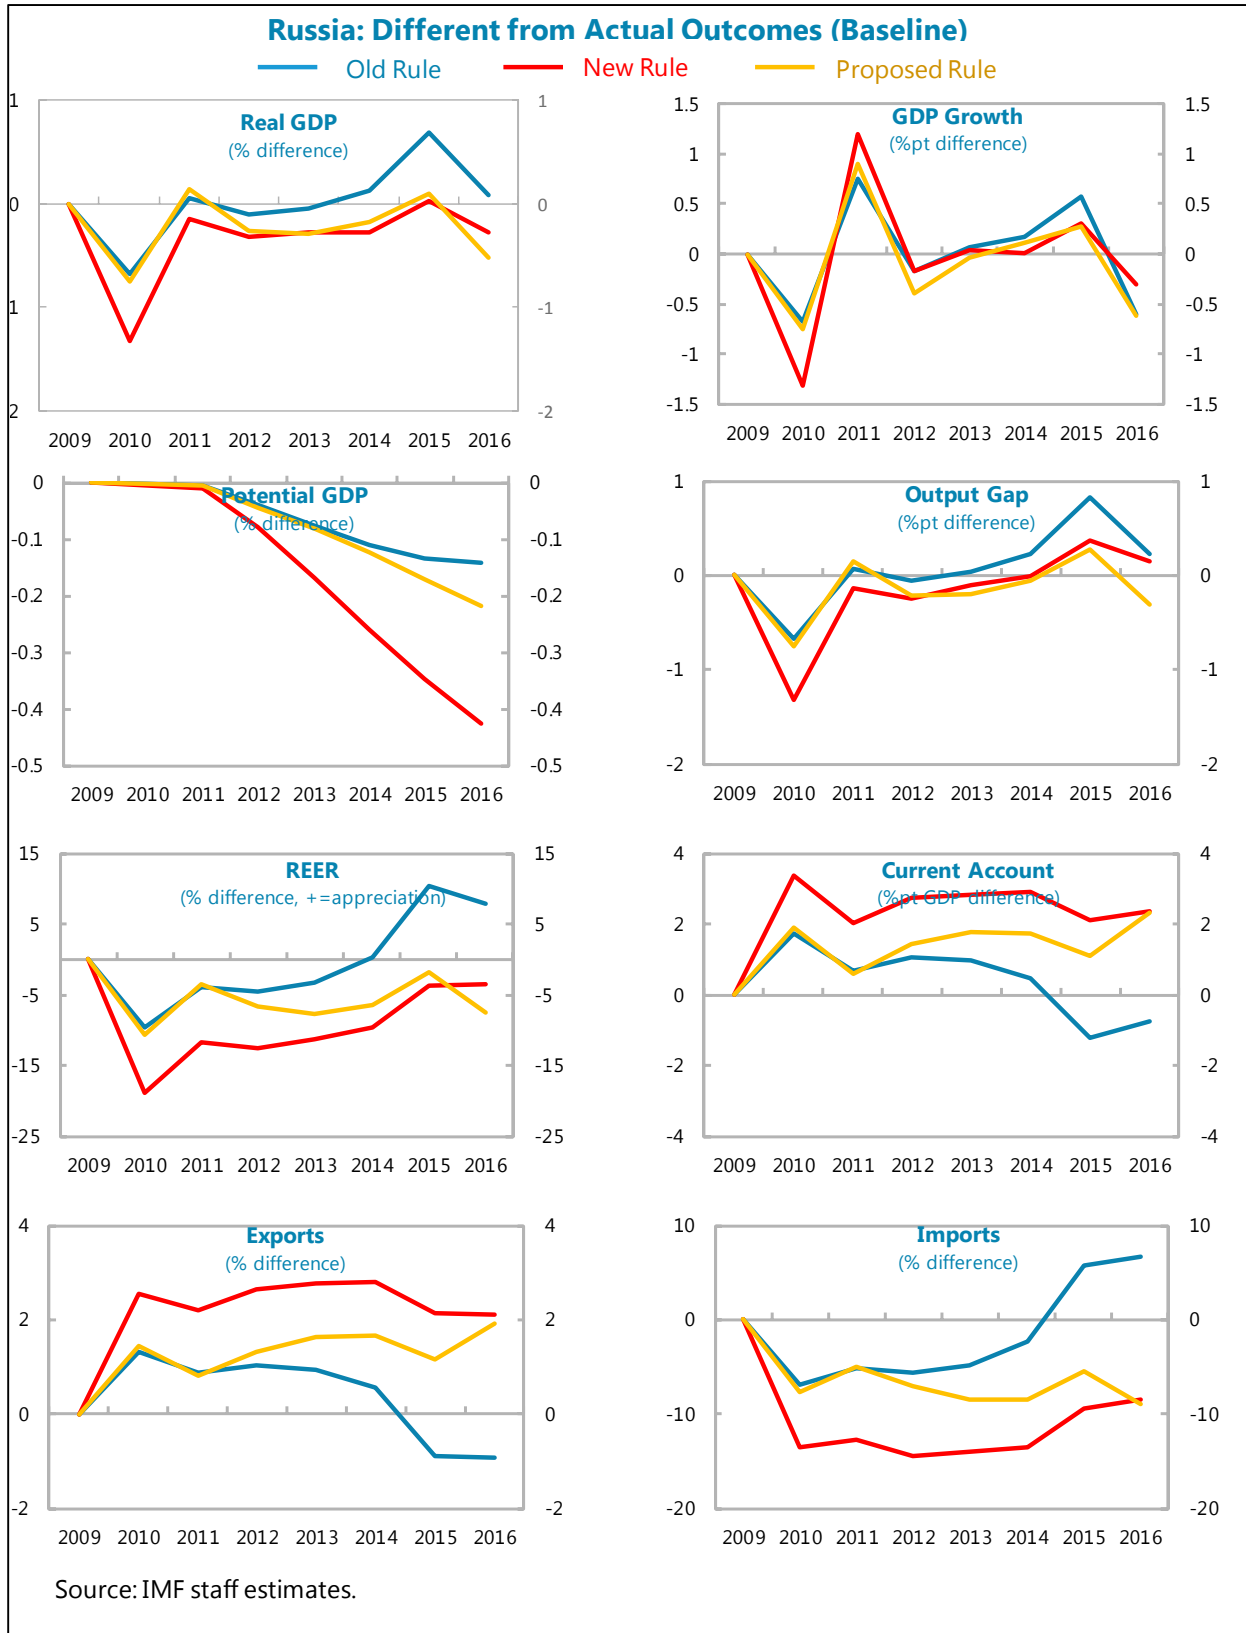 Russia: Different from Actual Outcomes (Baseline)
Old Rule New Rule Proposed Rule
Real GDP
(% difference)
1
0
1
2
1
0
-1
-2
2009 2010 2011 2012 2013 2014 2015 2016
GDP Growth
(%pt difference)
1.5
1
0.5
0
-0.5
-1
-1.5
1.5
1
0.5
0
-0.5
-1
-1.5
2009 2010 2011 2012 2013 2014 2015 2016
Potential GDP
(% difference)
0
-0.1
-0.2
-0.3
-0.4
-0.5
0
-0.1
-0.2
-0.3
-0.4
-0.5
2009 2010 2011 2012 2013 2014 2015 2016
Output Gap
(%pt difference)
1
0
-1
-2
1
0
-1
-2
2009 2010 2011 2012 2013 2014 2015 2016
REER
(% difference, +=appreciation)
15
5
-5
-15
-25
15
5
-5
-15
-25
2009 2010 2011 2012 2013 2014 2015 2016
Current Account
(%pt GDP difference)
4
2
0
-2
-4
4
2
0
-2
-4
2009 2010 2011 2012 2013 2014 2015 2016
Exports
(% difference)
4
2
0
-2
4
2
0
-2
2009 2010 2011 2012 2013 2014 2015 2016
Imports
(% difference)
10
0
-10
-20
10
0
-10
-20
2009 2010 2011 2012 2013 2014 2015 2016
Source: IMF staff estimates.